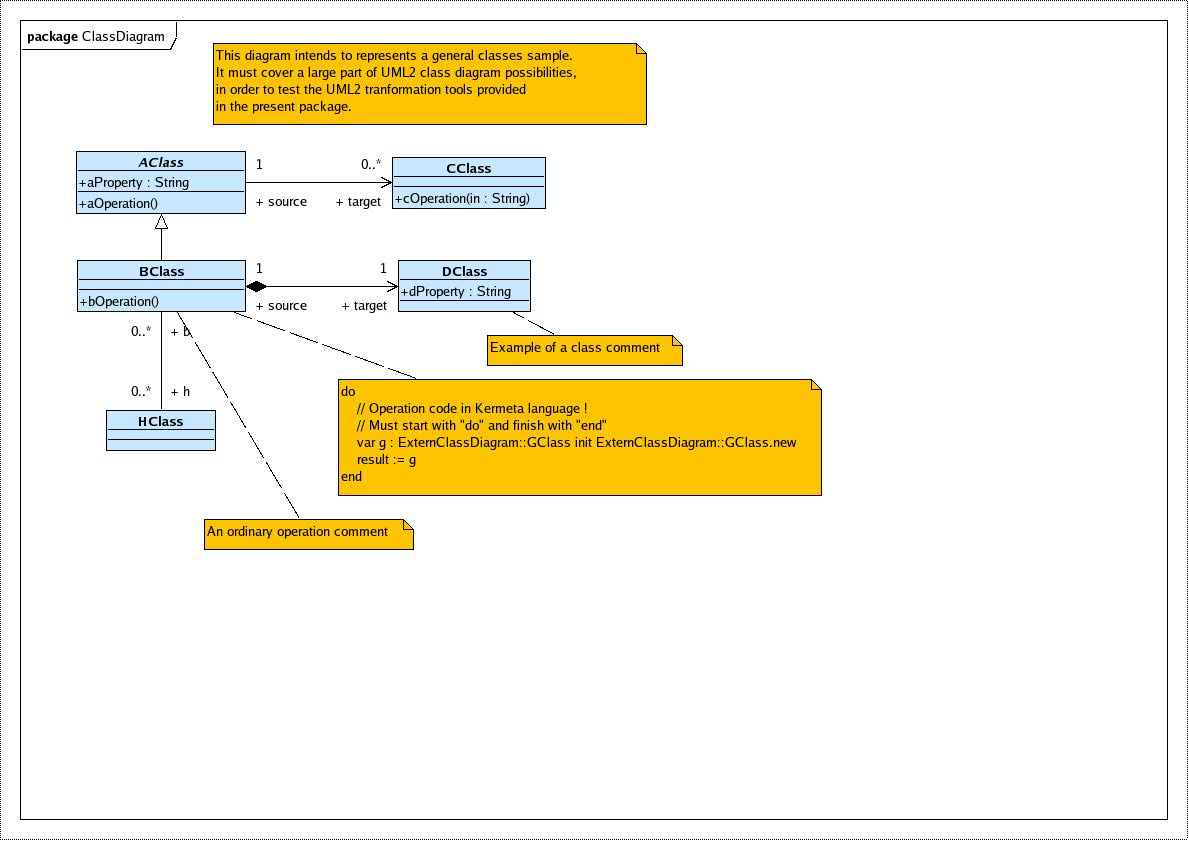 package ClassDiagram
This diagram intends to represents a general classes sample.
It must cover a large part of UML2 class diagram possibilities,
in order to test the UML2 tranformation tools provided
in the present package.
AClass
+aProperty : String
+aOperation()
1
0..*
+ source
+ target
CClass
+cOperation(in : String)
BClass
+bOperation()
1
1
+ source
+ target
DClass
+dProperty : String
0..*
+ b
Example of a class comment
0..*
+ h
HClass
do
// Operation code in Kermeta language !
// Must start with "do" and finish with "end"
var g : ExternClassDiagram::GClass init ExternClassDiagram::GClass.new
result := g
end
An ordinary operation comment